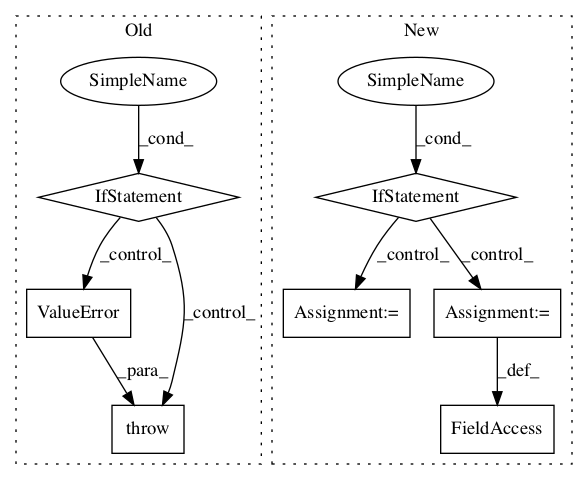 Old
New
SimpleName
SimpleName
_cond_
_cond_
IfStatement
IfStatement
_control_
_control_
_control_
_control_
ValueError
Assignment:=
Assignment:=
_para_
_def_
throw
FieldAccess